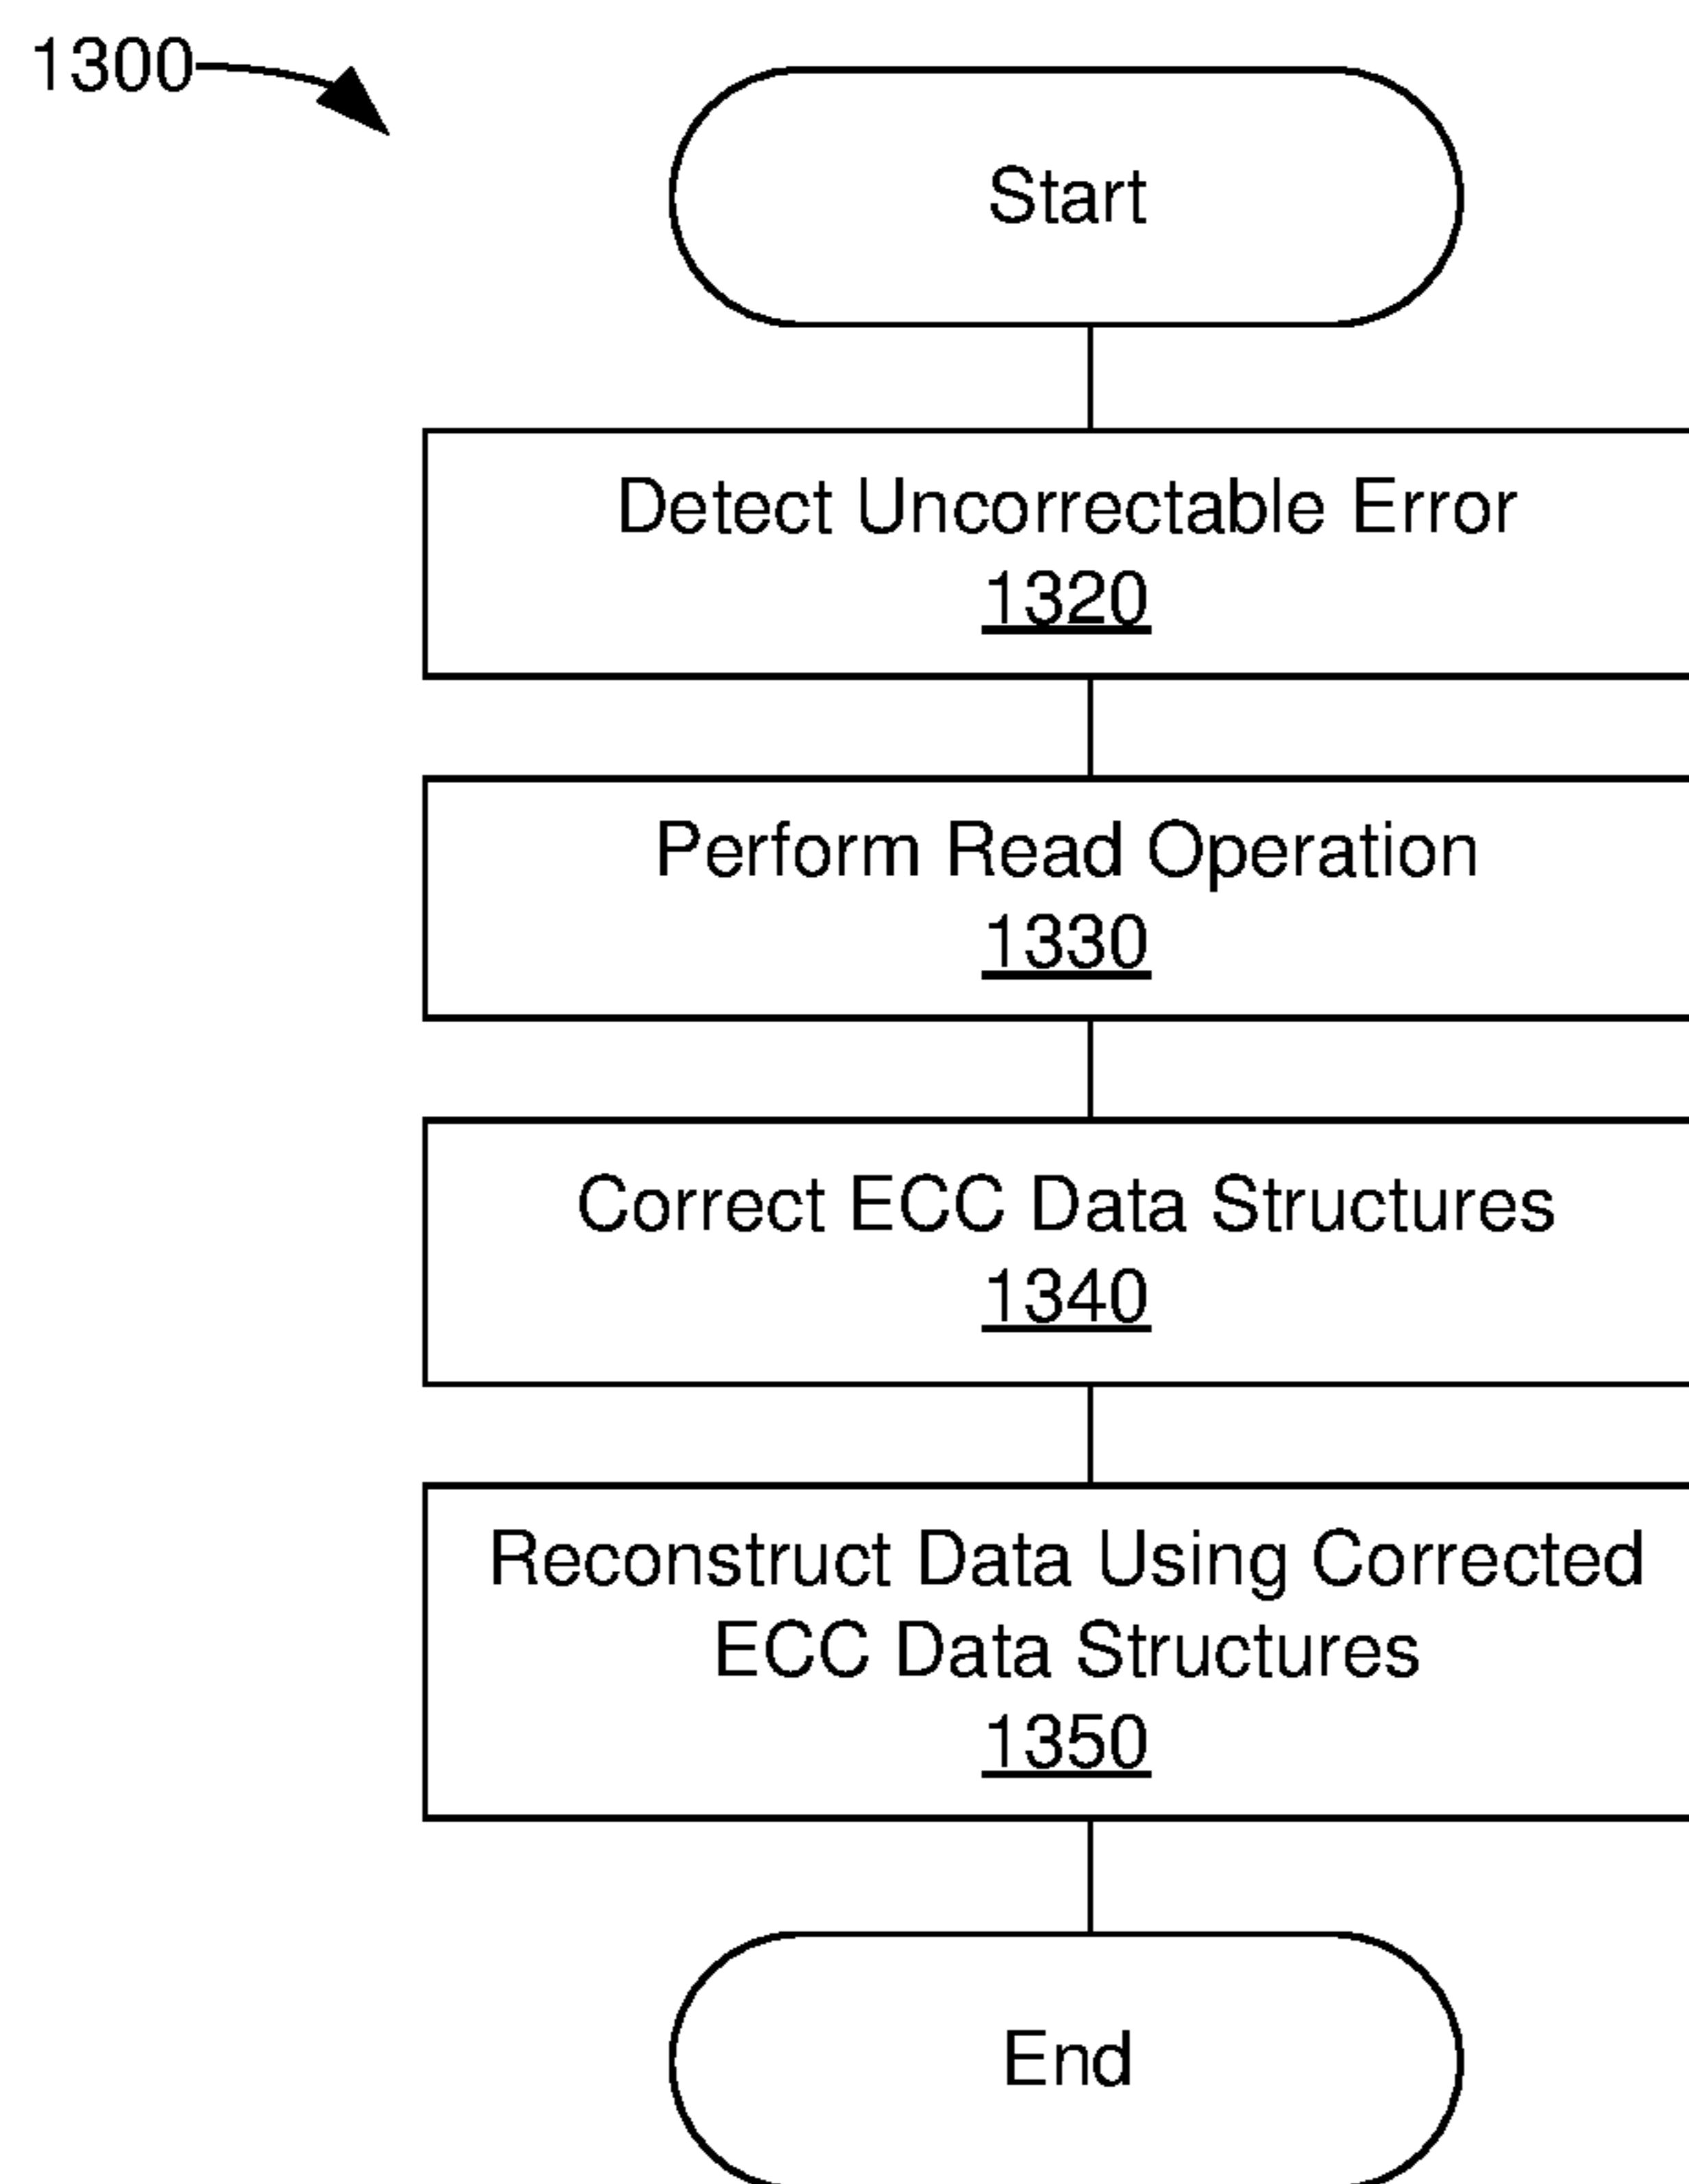 1300
Start
Detect Uncorrectable Error
1320
Perform Read Operation
1330
Correct ECC Data Structures
1340
Reconstruct Data Using Corrected
ECC Data Structures
1350
End